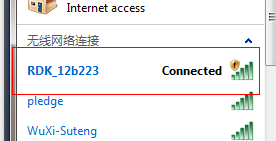 Internet access
无线网络连接
RDK_12b223 Connected
pledge
WuXi-Suteng